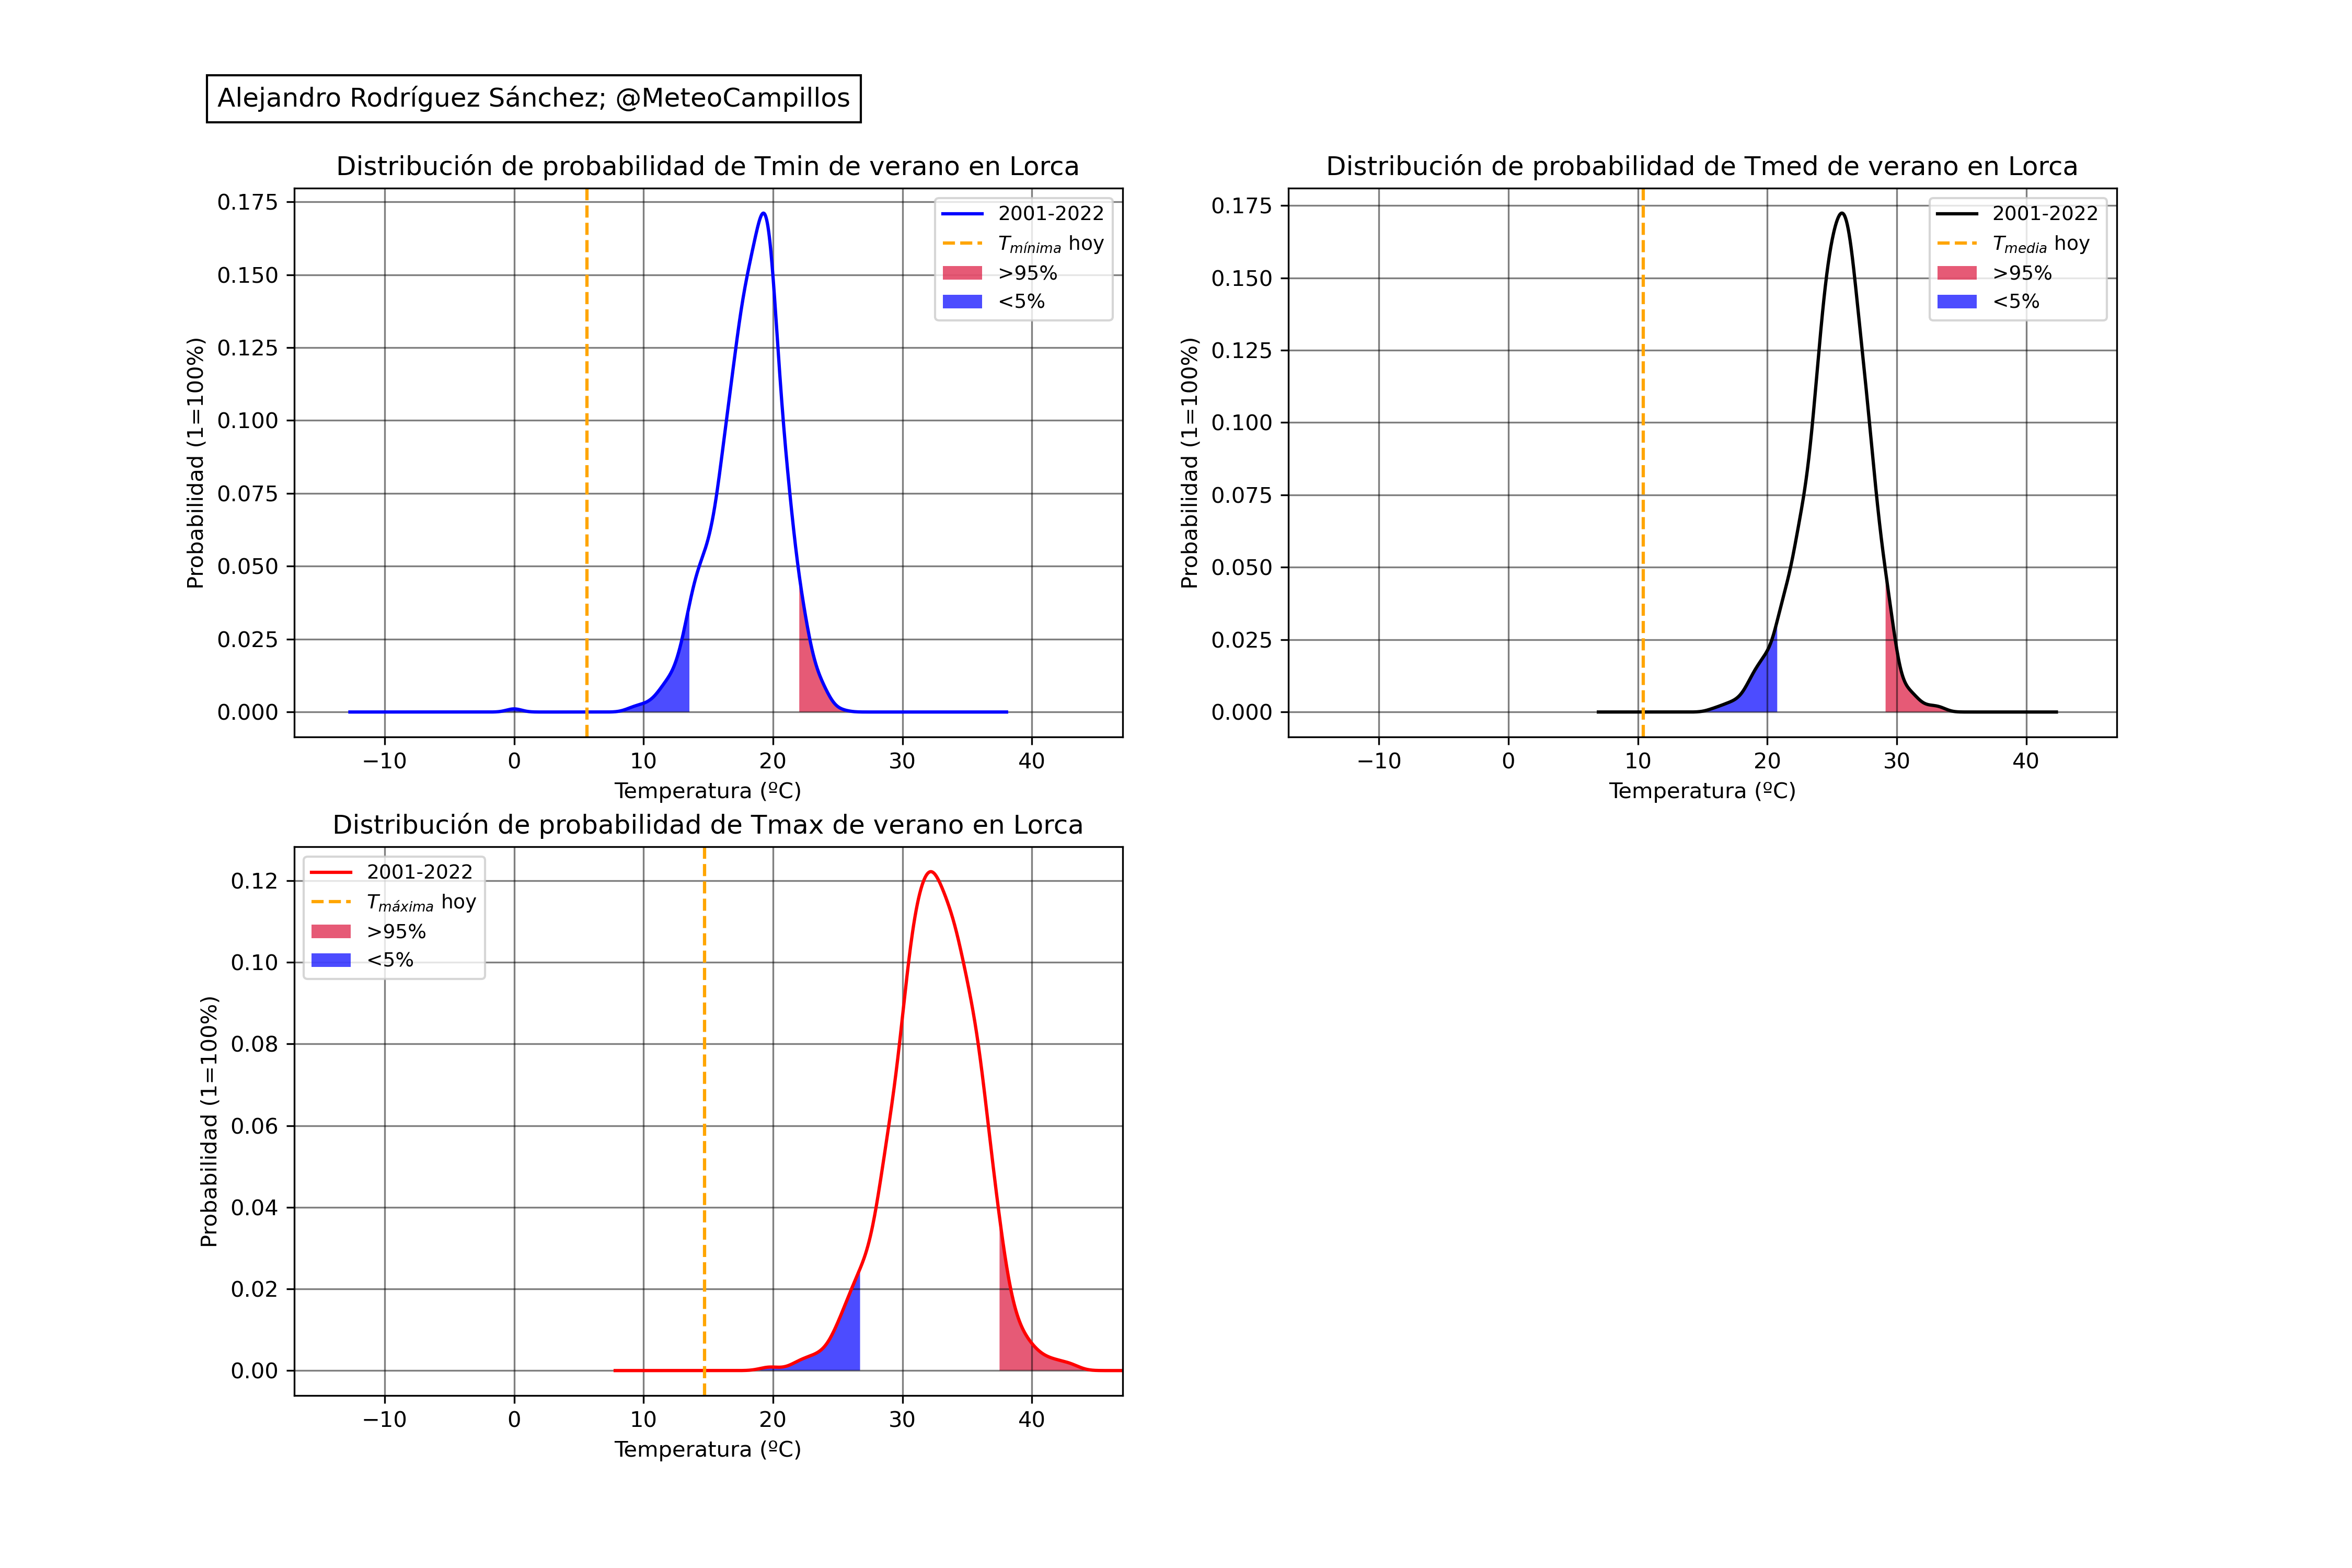 Alejandro Rodríguez Sánchez; @MeteoCampillos
Distribución de probabilidad de Tmin de verano en Lorca
0.175
0.150
0.125
0.100
0.075
0.050
0.025
0.000
Probabilidad (1=100%)
2001-2022
Tmínima hoy
>95%
<5%
−10 0 10 20 30 40
Temperatura (ºC)
Distribución de probabilidad de Tmed de verano en Lorca
0.175
0.150
0.125
0.100
0.075
0.050
0.025
0.000
Probabilidad (1=100%)
2001-2022
Tmedia hoy
>95%
<5%
−10 0 10 20 30 40
Temperatura (ºC)
Distribución de probabilidad de Tmax de verano en Lorca
0.12
0.10
0.08
0.06
0.04
0.02
0.00
Probabilidad (1=100%)
2001-2022
Tmáxima hoy
>95%
<5%
−10 0 10 20 30 40
Temperatura (ºC)